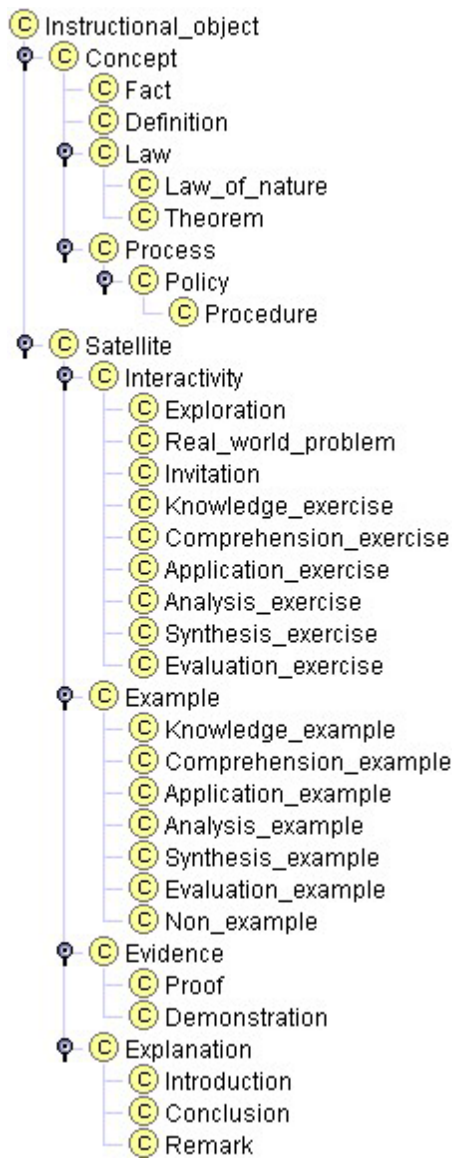 C Instructional_object
C Concept
C Fact
C Definition
C Law
C Law_of_nature
C Theorem
C Process
C Policy
C Procedure
C Satellite
C Interactivity
C Exploration
C Real_world_problem
C Invitation
C Knowledge_exercise
C Comprehension_exercise
C Application_exercise
C Analysis_exercise
C Synthesis_exercise
C Evaluation_exercise
C Example
C Knowledge_example
C Comprehension_example
C Application_example
C Analysis_example
C Synthesis_example
C Evaluation_example
C Non_example
C Evidence
C Proof
C Demonstration
C Explanation
C Introduction
C Conclusion
C Remark